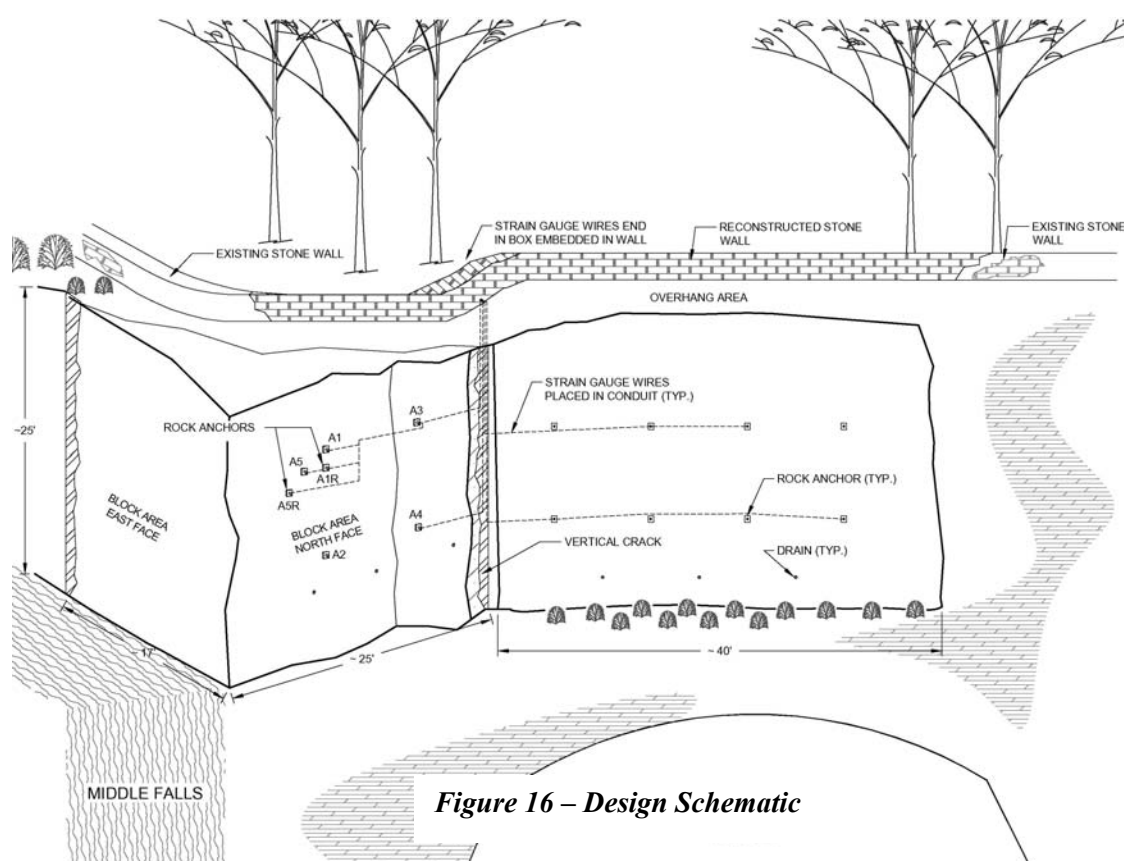 STRAIN GAUGE WIRES END
IN BOX EMBEDDED IN WALL
RECONSTRUCTED STONE
WALL
EXISTING STONE
WALL
EXISTING STONE WALL
OVERHANG AREA
~25'
STRAIN GAUGE WIRES
PLACED IN CONDUIT (TYP.)
ROCK ANCHORS
A1
A3
A5
A1R
A5R
ROCK ANCHOR (TYP.)
BLOCK AREA
EAST FACE
BLOCK AREA
NORTH FACE
A4
A2
VERTICAL CRACK
DRAIN (TYP.)
~ 17'
~ 25'
~40'
MIDDLE FALLS
Figure 16 – Design Schematic